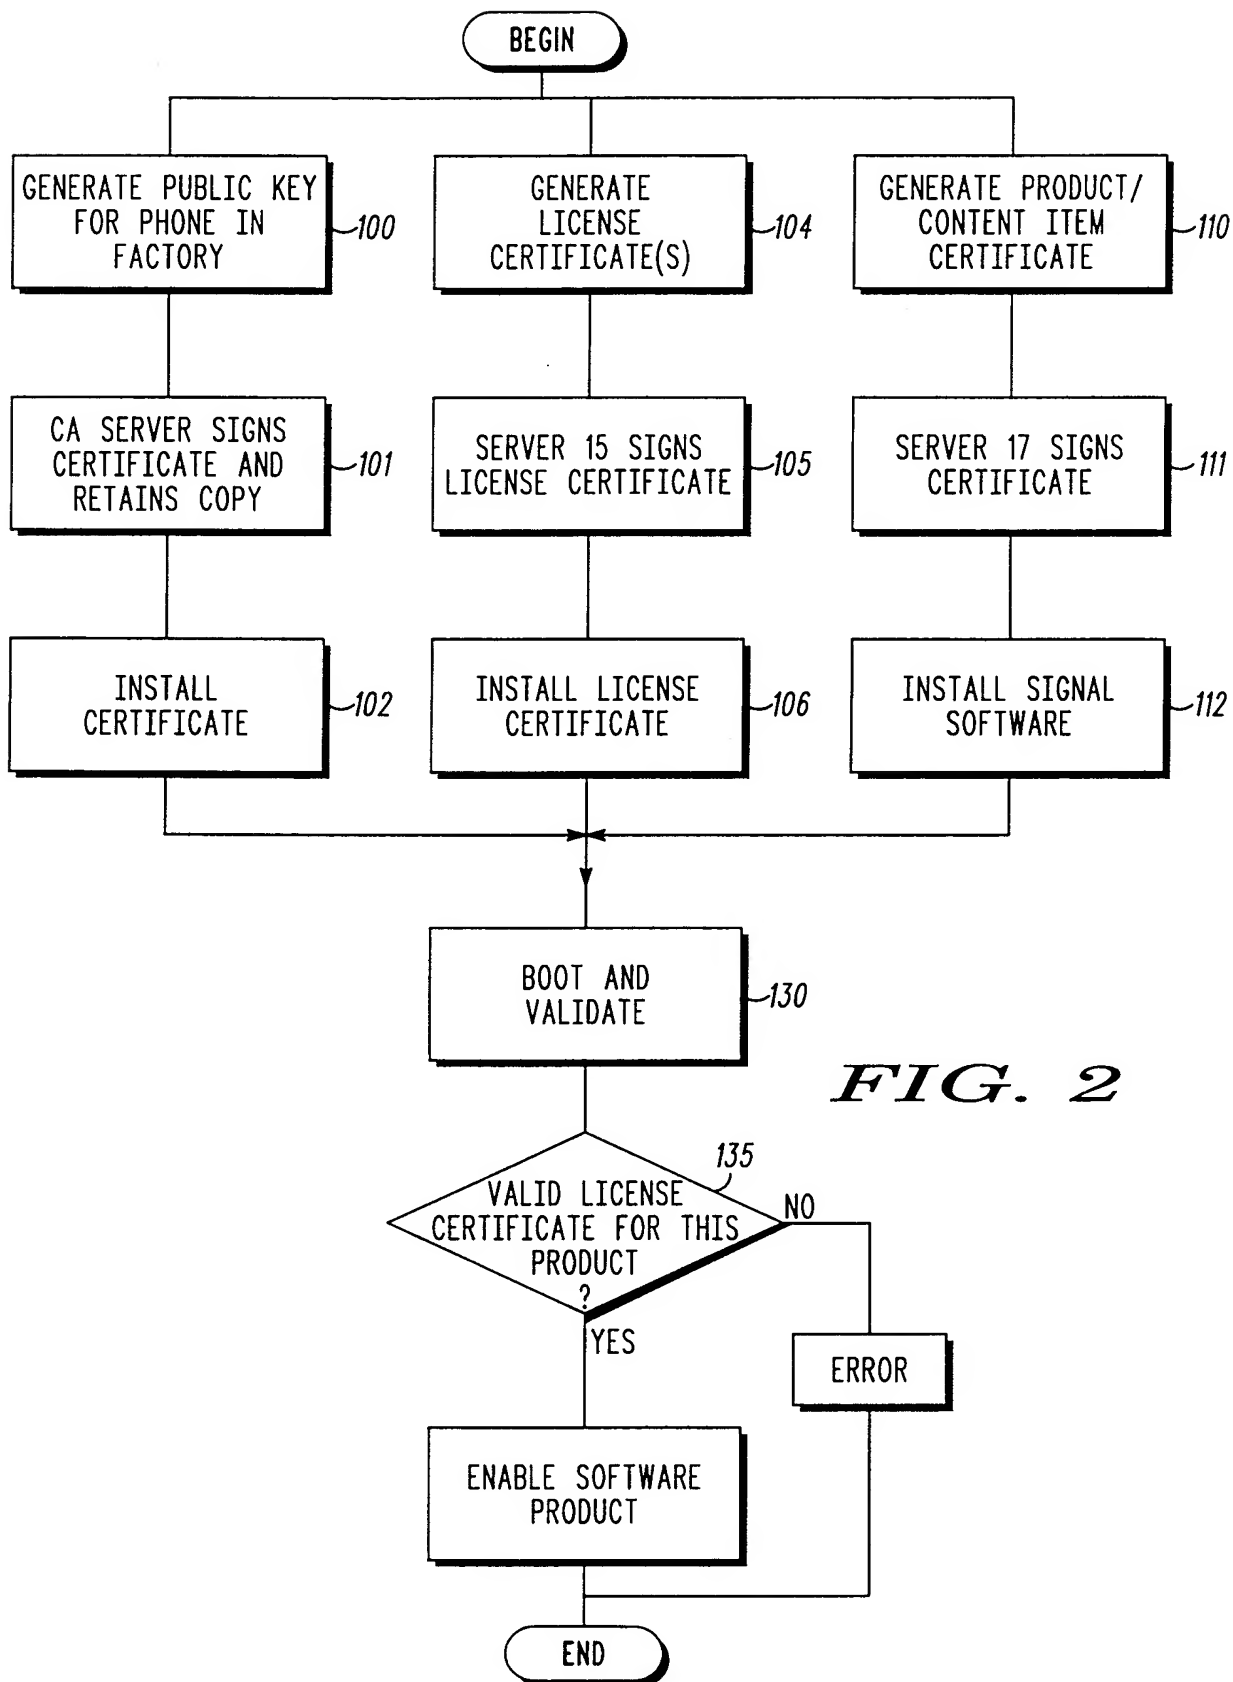 BEGIN
GENERATE PUBLIC KEY
FOR PHONE IN
FACTORY
100
GENERATE
LICENSE
CERTIFICATE(S)
104
GENERATE PRODUCT/
CONTENT ITEM
CERTIFICATE
110
CA SERVER SIGNS
CERTIFICATE AND
RETAINS COPY
101
SERVER 15 SIGNS
LICENSE CERTIFICATE
105
SERVER 17 SIGNS
CERTIFICATE
111
INSTALL
CERTIFICATE
102
INSTALL LICENSE
CERTIFICATE
106
INSTALL SIGNAL
SOFTWARE
112
BOOT AND
VALIDATE
130
FIG. 2
135
VALID LICENSE
CERTIFICATE FOR THIS
PRODUCT
?
NO
YES
ERROR
ENABLE SOFTWARE
PRODUCT
END